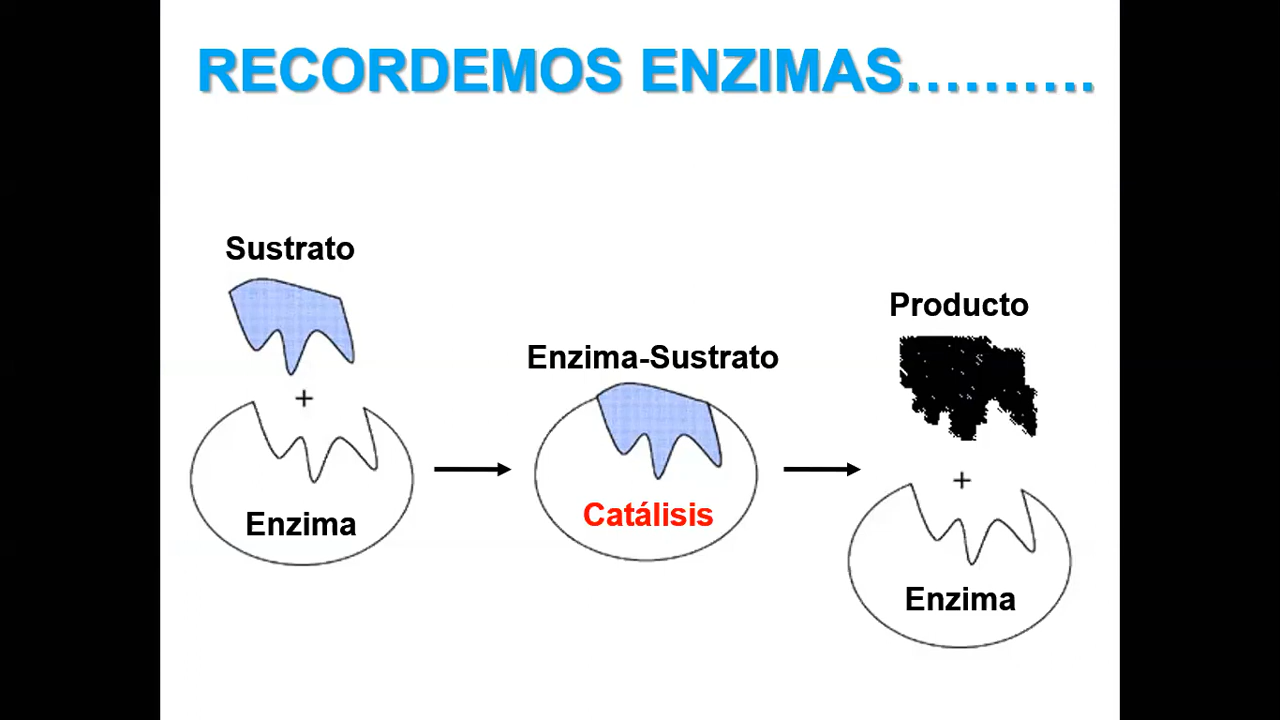 RECORDEMOS ENZIMAS……….
Sustrato
+
Enzima
Enzima-Sustrato
Catálisis
Producto
+
Enzima